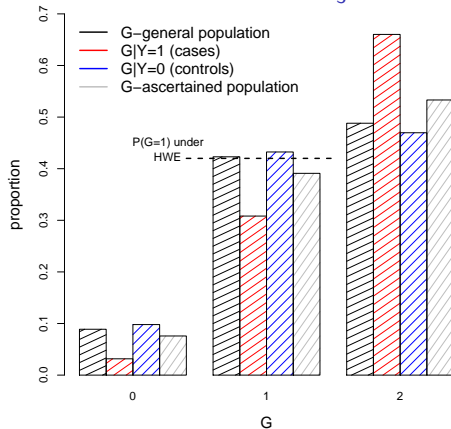 G−general population
G|Y=1 (cases)
G|Y=0 (controls)
G−ascertained population
P(G=1) under
HWE
proportion
0.7
0.6
0.5
0.4
0.3
0.2
0.1
0.0
0
1
2
G